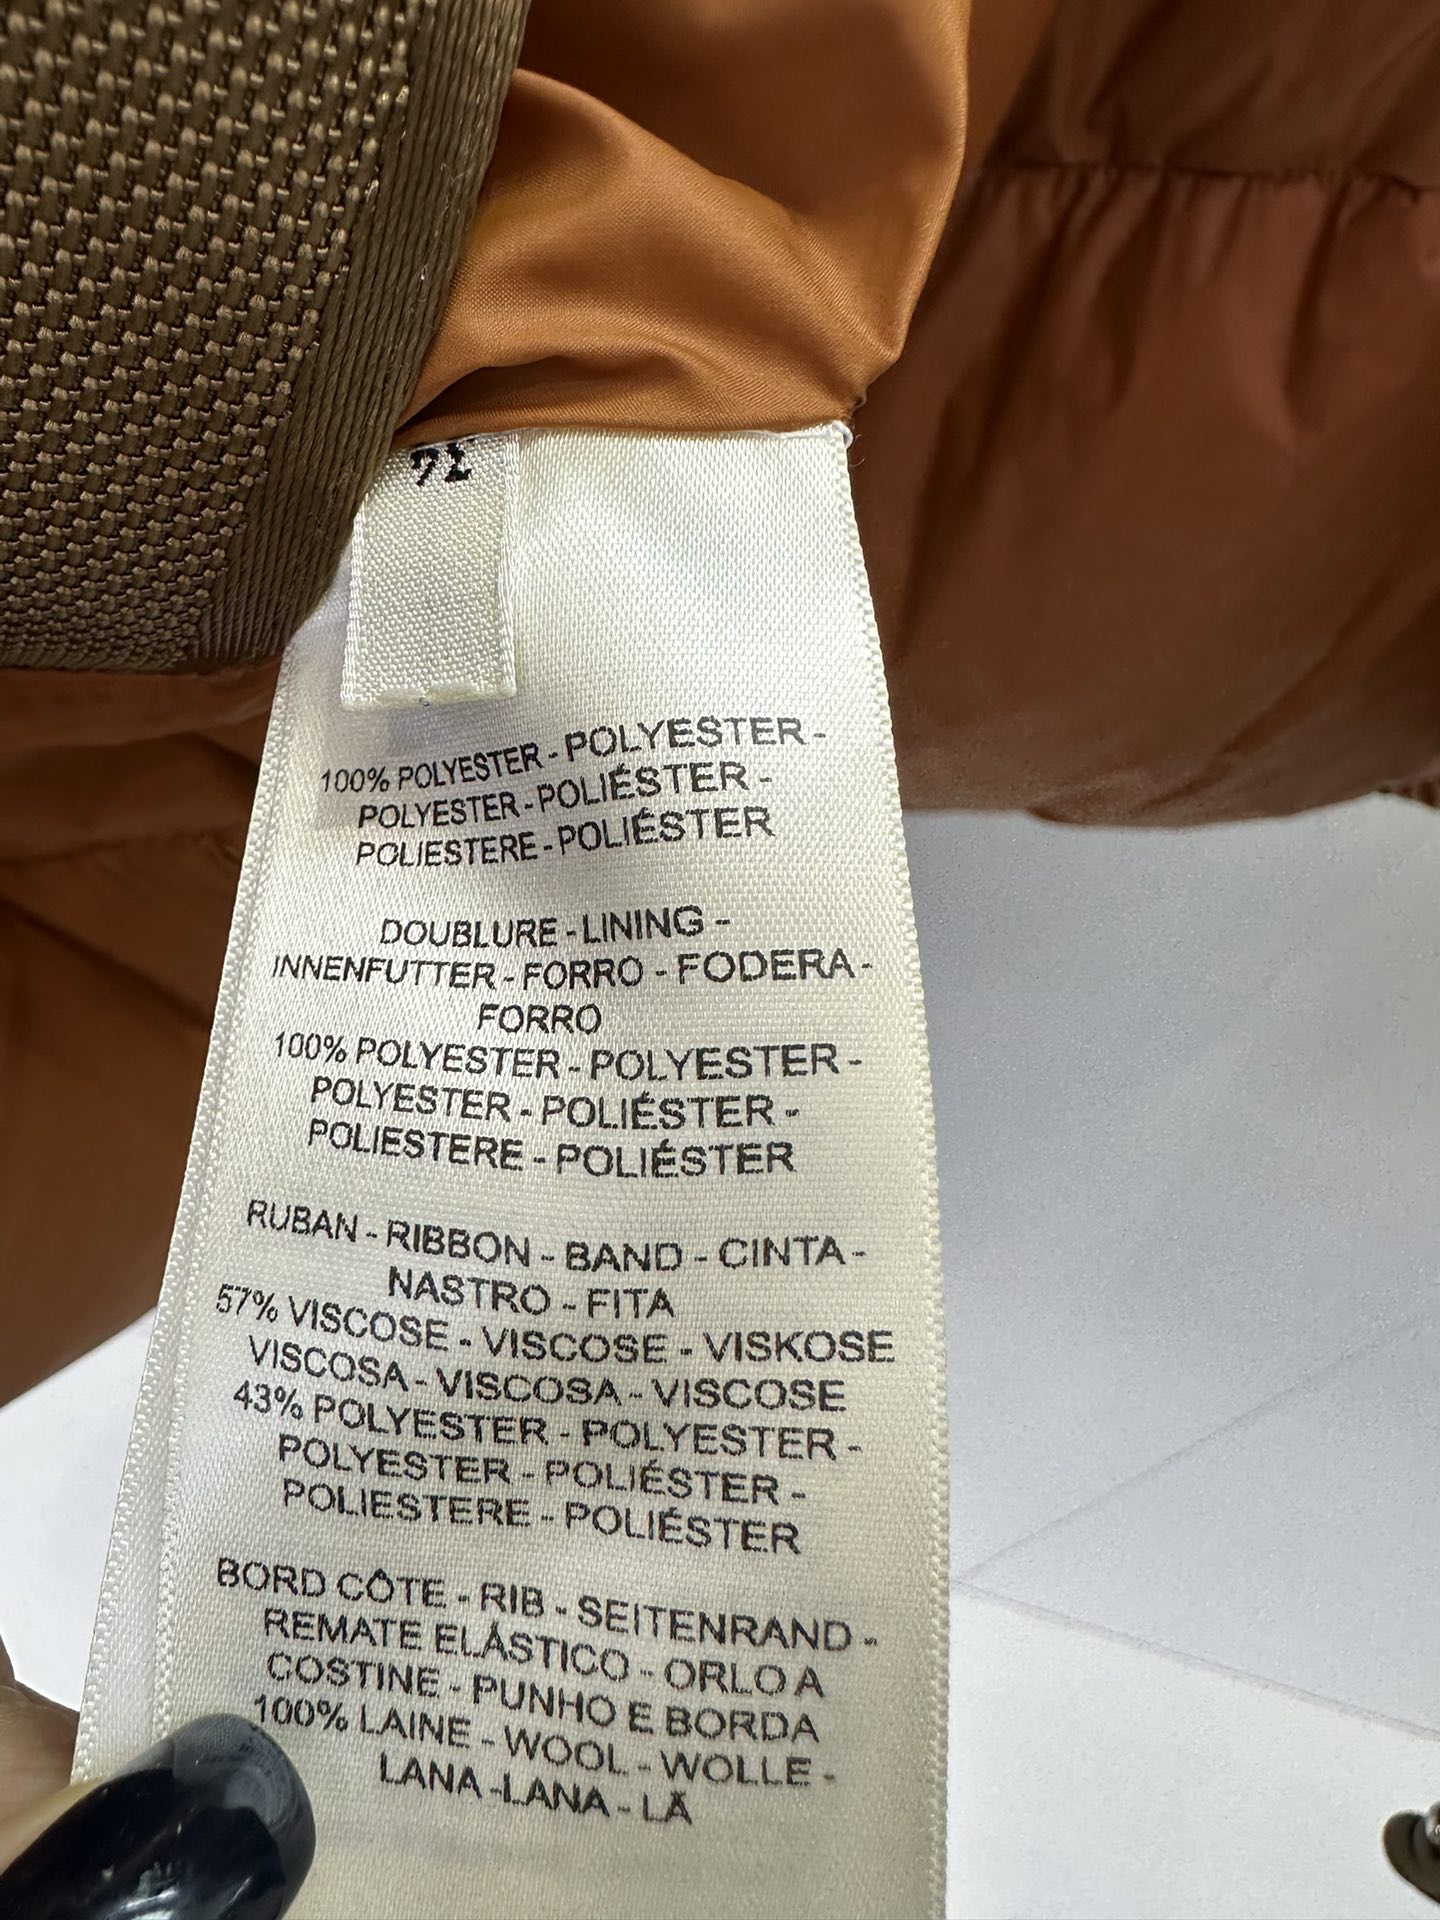 100% POLYESTER - POLYESTER -
POLYESTER - POLIÉSTER -
POLIESTERE - POLIÉSTER
DOUBLURE - LINING -
INNENFUTTER - FORRO - FODERA -
FORRO
100% POLYESTER - POLYESTER -
POLYESTER - POLIÉSTER -
POLIESTERE - POLIÉSTER
RUBAN - RIBBON - BAND - CINTA -
NASTRO - FITA
57% VISCOSE - VISCOSE - VISKOSE
VISCOSA - VISCOSA - VISCOSE
43% POLYESTER - POLYESTER -
POLYESTER - POLIÉSTER -
POLIESTERE - POLIÉSTER
BORD CÔTE - RIB - SEITENRAND -
REMATE ELÁSTICO - ORLO A
COSTINE - PUNHO E BORDA
100% LAINE - WOOL - WOLLE -
LANA - LANA - LÃ